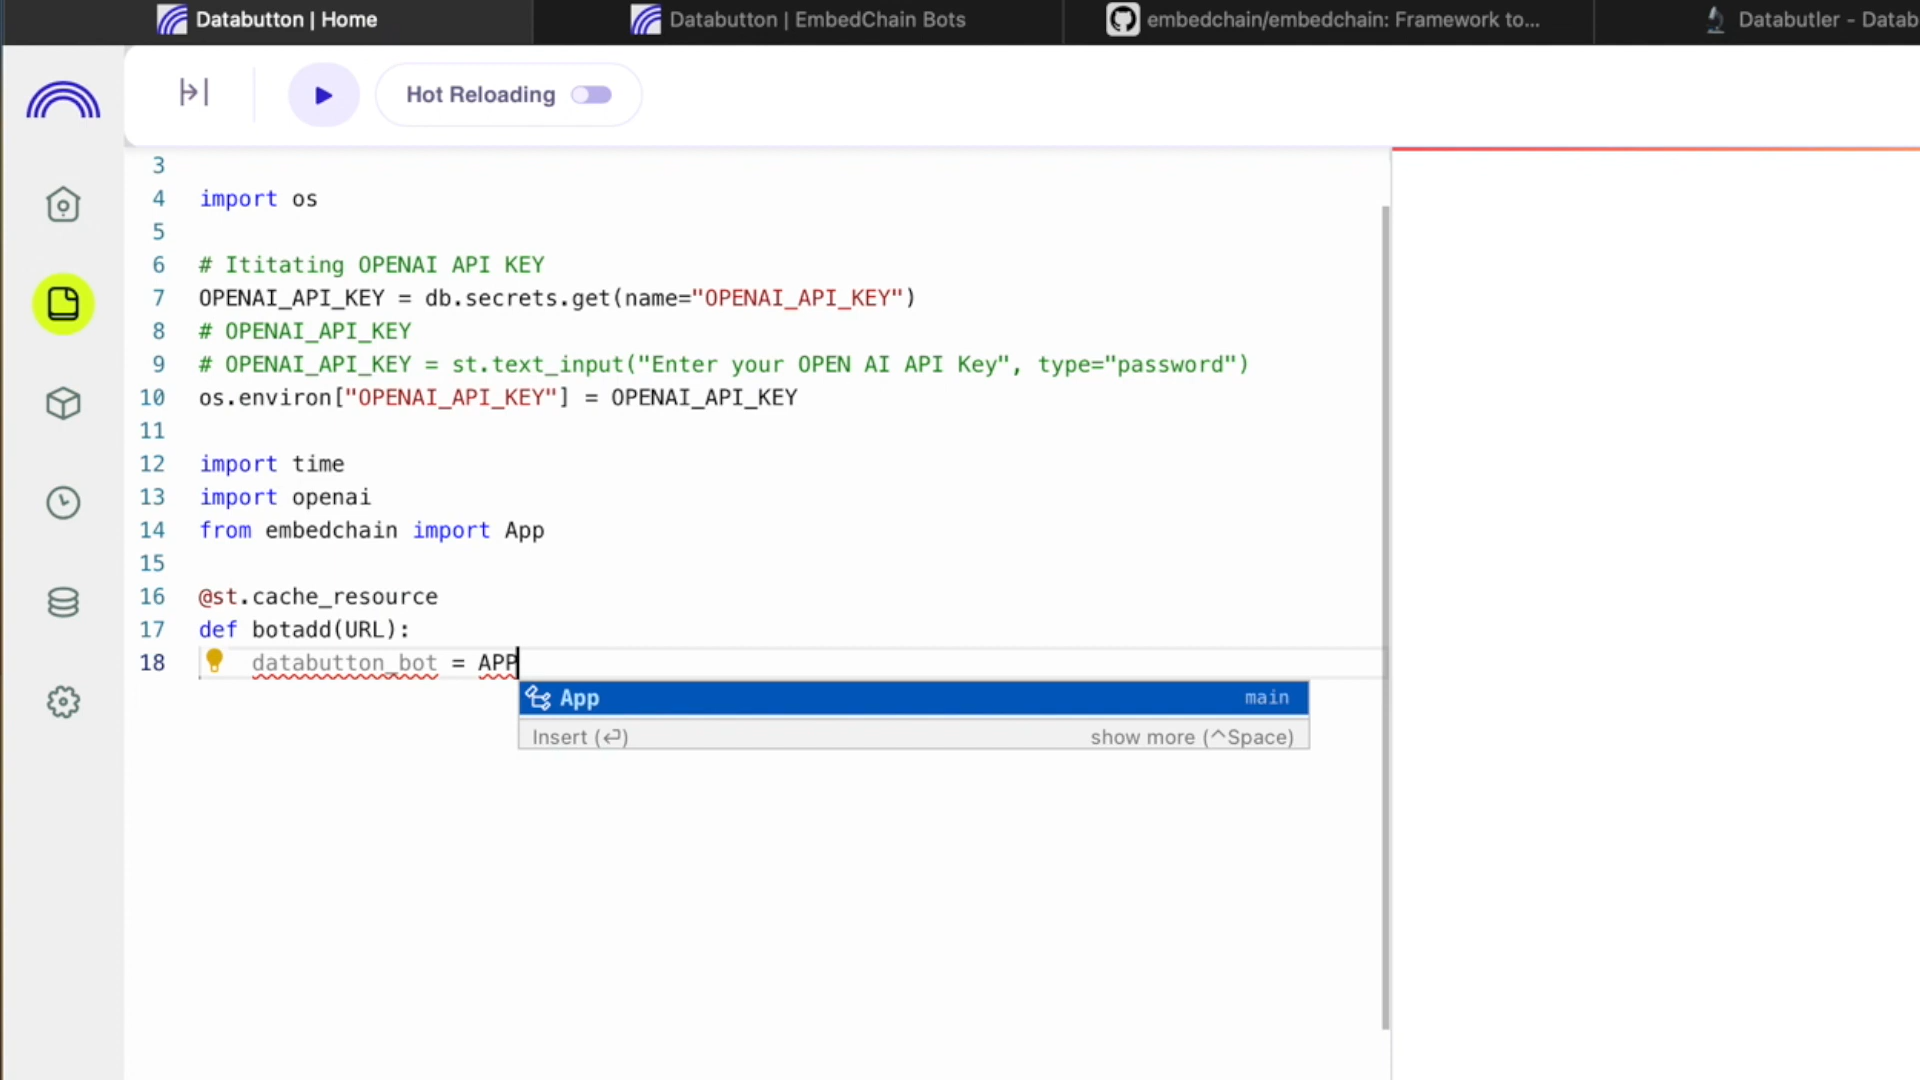 Databutton | Home
Databutton | EmbedChain Bots
embedchain/embedchain: Framework to...
Databutler - Datab
Hot Reloading
3
4 import os
5
6 # Ititating OPENAI API KEY
7 OPENAI_API_KEY = db.secrets.get(name="OPENAI_API_KEY")
8 # OPENAI_API_KEY
9 # OPENAI_API_KEY = st.text_input("Enter your OPEN AI API Key", type="password")
10 os.environ["OPENAI_API_KEY"] = OPENAI_API_KEY
11
12 import time
13 import openai
14 from embedchain import App
15
16 @st.cache_resource
17 def botadd(URL):
18 databutton_bot = APP
App main
Insert (⏎) show more (^Space)